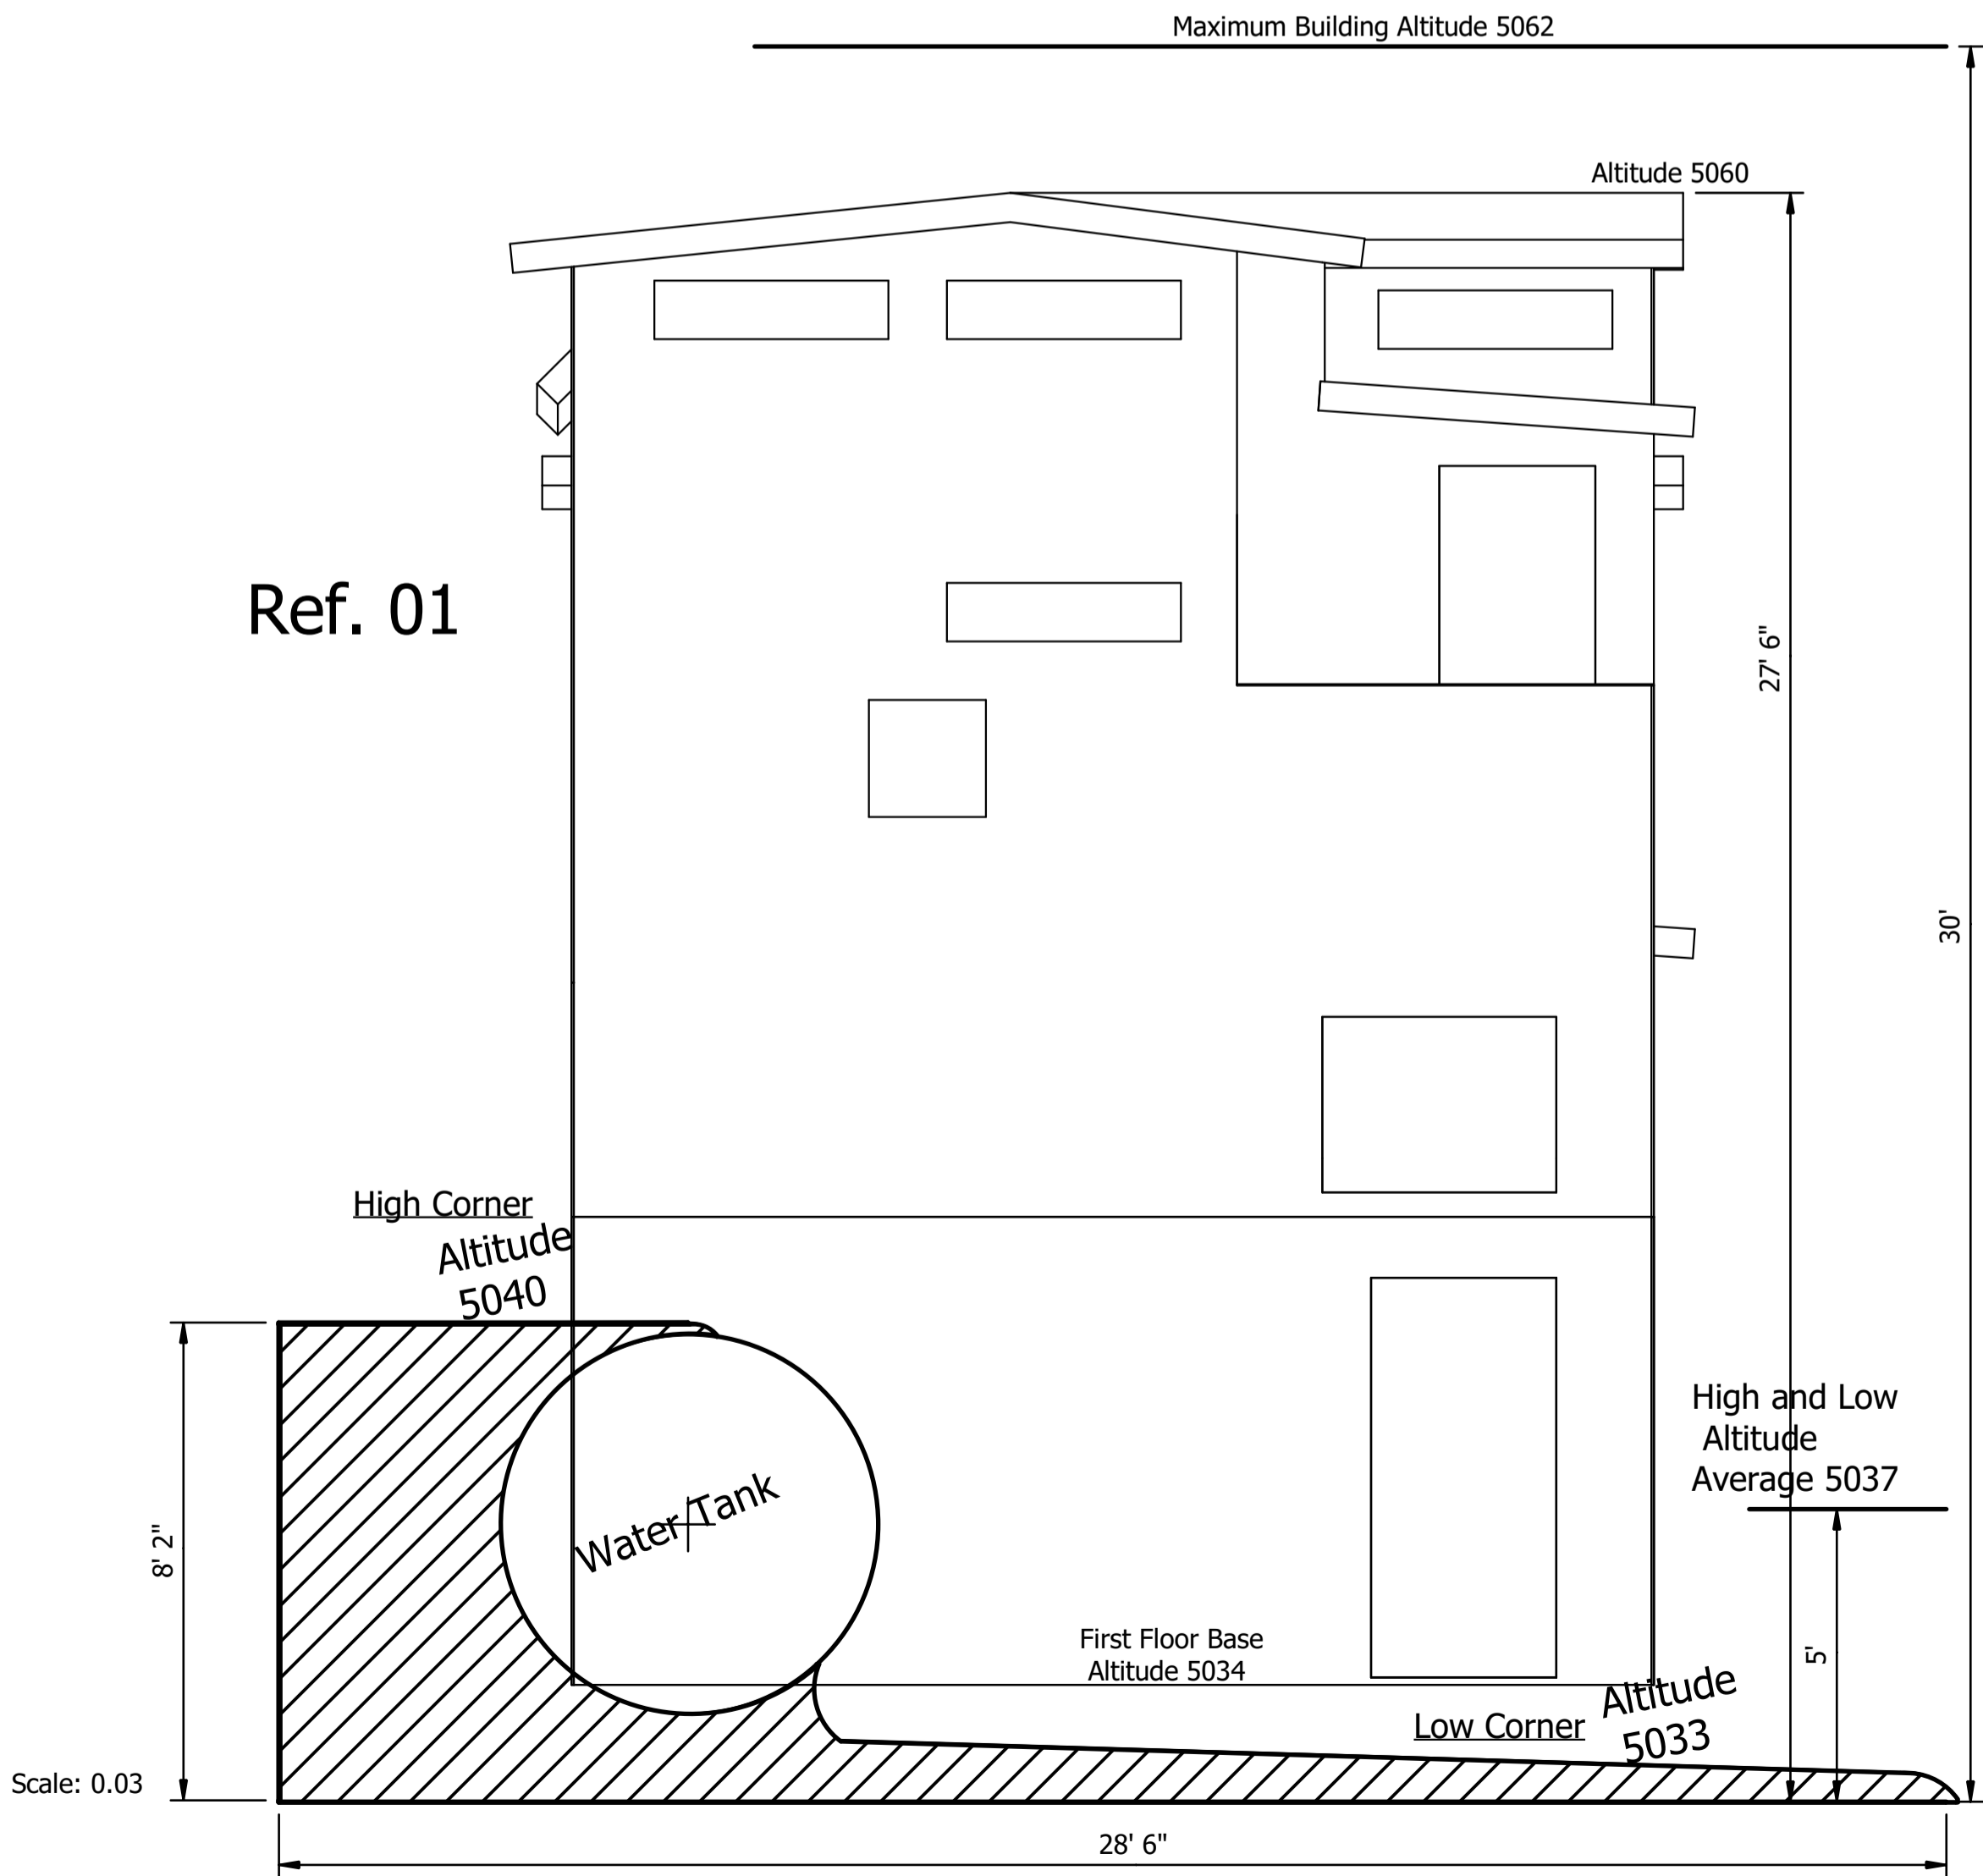 Maximum Building Altitude 5062
Altitude 5060
27' 6"
Ref. 01
30'
High Corner
Altitude
5040
High and Low
Altitude
Average 5037
Water Tank
8' 2"
First Floor Base
Altitude 5034
5'
Altitude
5033
Low Corner
Scale: 0.03
28' 6"